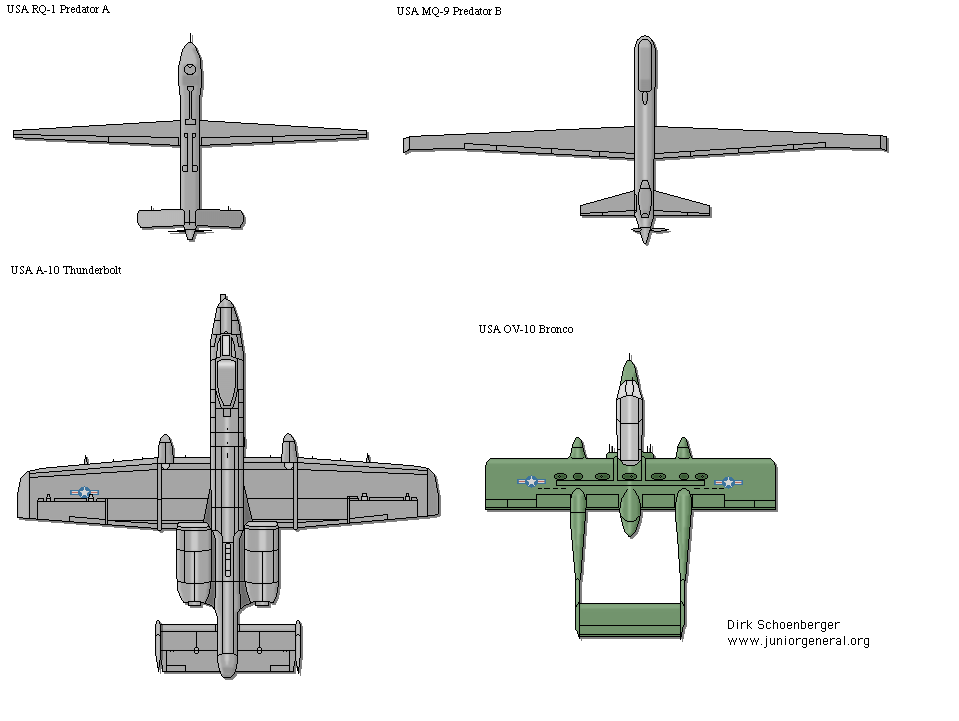 USA RQ-1 Predator A
USA MQ-9 Predator B
USA A-10 Thunderbolt
USA OV-10 Bronco
Dirk Schoenberger
www.juniorgeneral.org